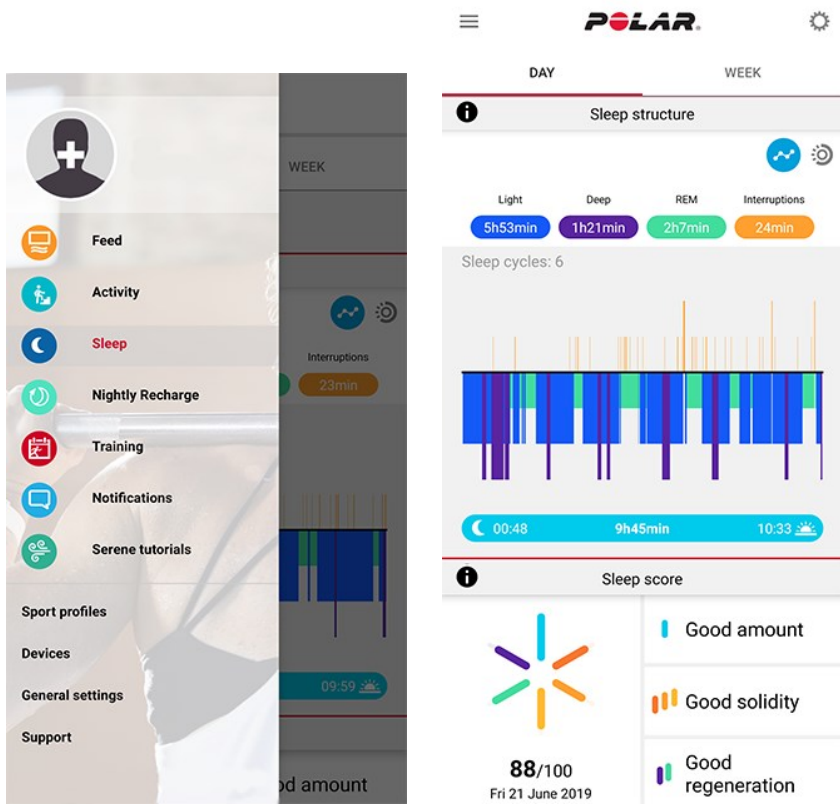 WEEK
Feed
Activity
Sleep
Interruptions
Nightly Recharge
23min
Training
Notifications
Serene tutorials
Sport profiles
Devices
09:59
General settings
Support
od amount
POLAR.
DAY
WEEK
Sleep structure
Light
Deep
REM
Interruptions
5h53min
1h21min
2h7min
24min
Sleep cycles: 6
00:48
9h45min
10:33
Sleep score
Good amount
Good solidity
88/100
Fri 21 June 2019
Good
regeneration